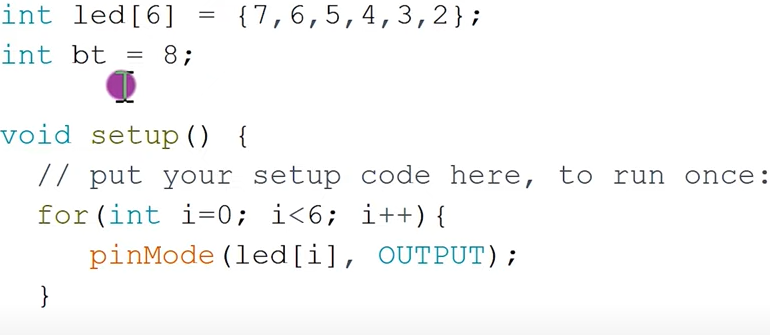 int led[6] = {7,6,5,4,3,2};
int bt = 8;
void setup() {
// put your setup code here, to run once:
for(int i=0; i<6; i++){
pinMode(led[i], OUTPUT);
}